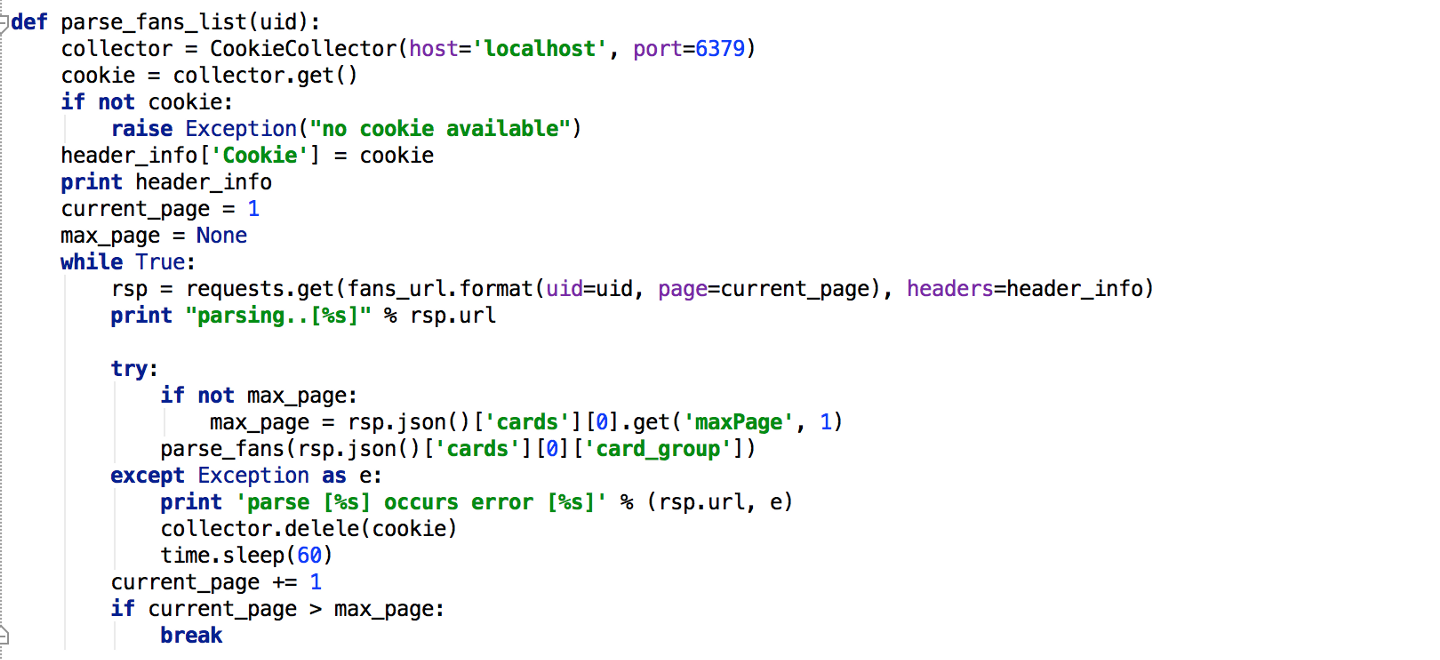 def parse_fans_list(uid):
    collector = CookieCollector(host='localhost', port=6379)
    cookie = collector.get()
    if not cookie:
        raise Exception("no cookie available")
    header_info['Cookie'] = cookie
    print header_info
    current_page = 1
    max_page = None
    while True:
        rsp = requests.get(fans_url.format(uid=uid, page=current_page), headers=header_info)
        print "parsing..[%s]" % rsp.url

        try:
            if not max_page:
                max_page = rsp.json()['cards'][0].get('maxPage', 1)
            parse_fans(rsp.json()['cards'][0]['card_group'])
        except Exception as e:
            print 'parse [%s] occurs error [%s]' % (rsp.url, e)
            collector.delele(cookie)
            time.sleep(60)
        current_page += 1
        if current_page > max_page:
            break